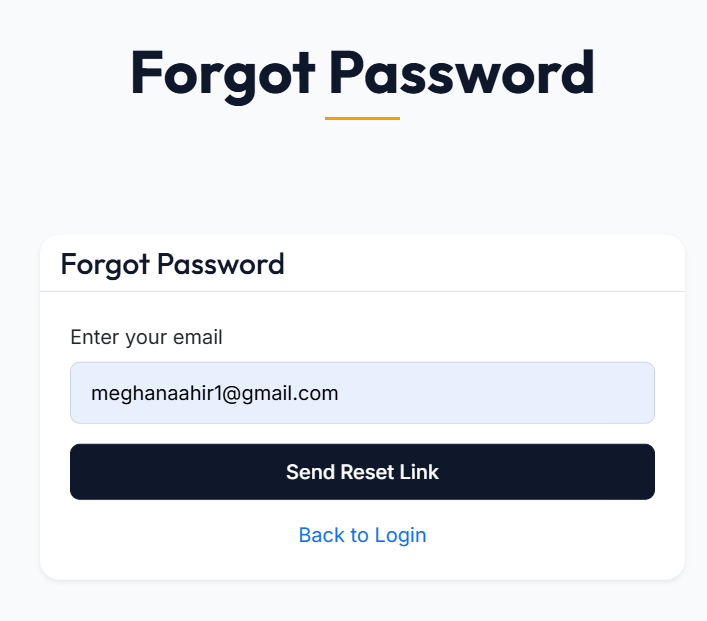 Forgot Password
Forgot Password
Enter your email
meghanaahir1@gmail.com
Send Reset Link
Back to Login